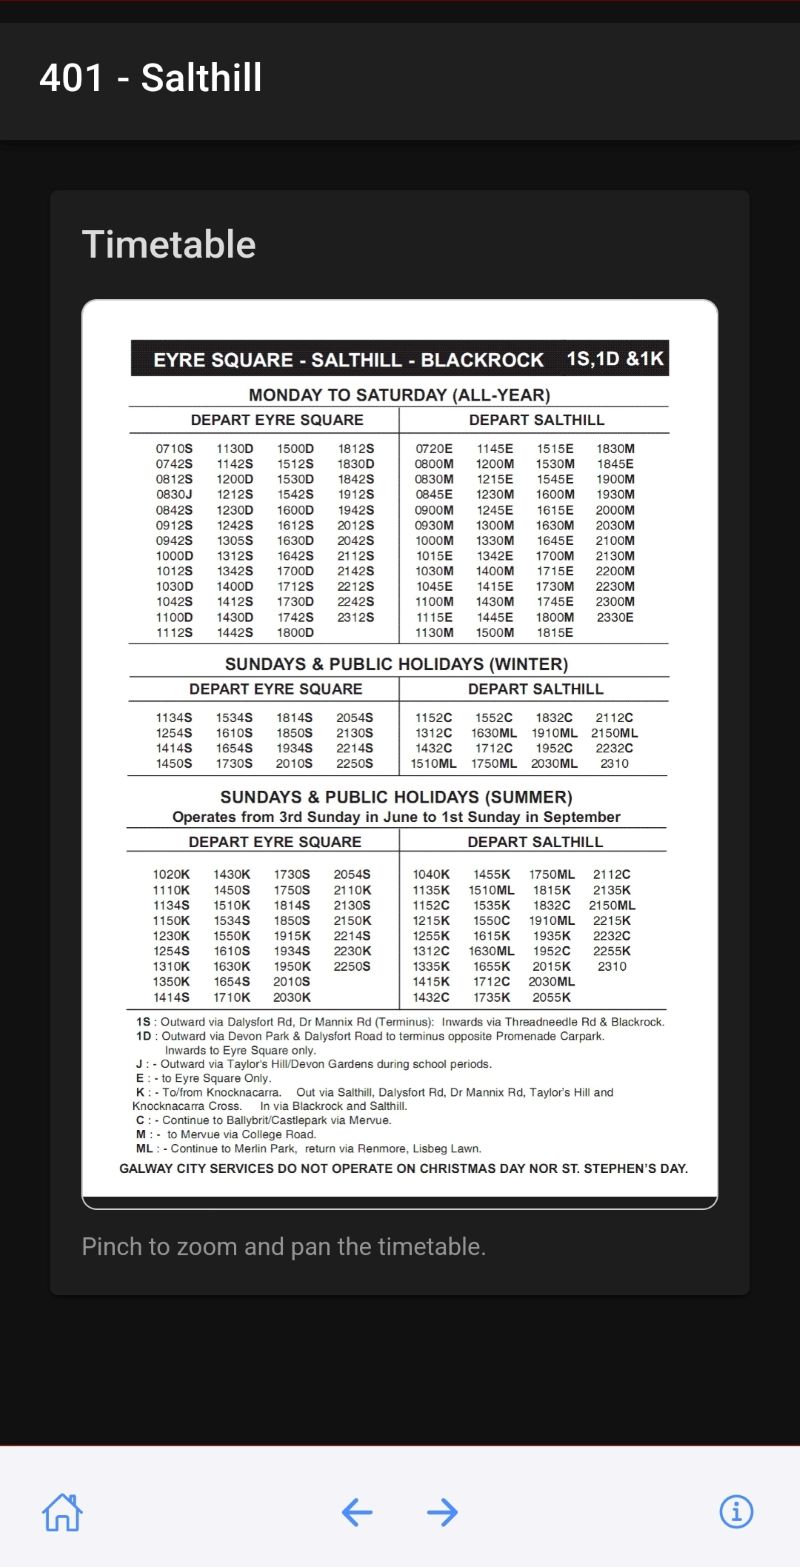 401 - Salthill
Timetable
EYRE SQUARE - SALTHILL - BLACKROCK 1S,1D &1K
MONDAY TO SATURDAY (ALL-YEAR)
DEPART EYRE SQUARE DEPART SALTHILL
0710S 1130D 1500D 1812S 0720E 1145E 1515E 1830M
0742S 1142S 1512S 1830D 0800M 1200M 1530M 1845E
0812S 1200D 1530D 1842S 0830M 1215E 1545E 1900M
0830J 1212S 1542S 1912S 0845E 1230M 1600M 1930M
0842S 1230D 1600D 1942S 0900M 1245E 1615E 2000M
0912S 1242S 1612S 2012S 0930M 1300M 1630M 2030M
0942S 1305S 1630D 2042S 1000M 1330M 1645E 2100M
1000D 1312S 1642S 2112S 1015E 1342E 1700M 2130M
1012S 1342S 1700D 2142S 1030M 1400M 1715E 2200M
1030D 1400D 1712S 2212S 1045E 1415E 1730M 2230M
1042S 1412S 1730D 2242S 1100M 1430M 1745E 2300M
1100D 1430D 1742S 2312S 1115E 1445E 1800M 2330E
1112S 1442S 1800D 1130M 1500M 1815E
SUNDAYS & PUBLIC HOLIDAYS (WINTER)
DEPART EYRE SQUARE DEPART SALTHILL
1134S 1534S 1814S 2054S 1152C 1552C 1832C 2112C
1254S 1610S 1850S 2130S 1312C 1630ML 1910ML 2150ML
1414S 1654S 1934S 2214S 1432C 1712C 1952C 2232C
1450S 1730S 2010S 2250S 1510ML 1750ML 2030ML 2310
SUNDAYS & PUBLIC HOLIDAYS (SUMMER)
Operates from 3rd Sunday in June to 1st Sunday in September
DEPART EYRE SQUARE DEPART SALTHILL
1020K 1430K 1730S 2054S 1040K 1455K 1750ML 2112C
1110K 1450S 1750S 2110K 1135K 1510ML 1815K 2135K
1134S 1510K 1814S 2130S 1152C 1535K 1832C 2150ML
1150K 1534S 1850S 2150K 1215K 1550C 1910ML 2215K
1230K 1550K 1915K 2214S 1255K 1615K 1935K 2232C
1254S 1610S 1934S 2230K 1312C 1630ML 1952C 2255K
1310K 1630K 1950K 2250S 1335K 1655K 2015K 2310
1350K 1654S 2010S 1415K 1712C 2030ML
1414S 1710K 2030K 1432C 1735K 2055K
1S : Outward via Dalysfort Rd, Dr Mannix Rd (Terminus): Inwards via Threadneedle Rd & Blackrock.
1D : Outward via Devon Park & Dalysfort Road to terminus opposite Promenade Carpark.
Inwards to Eyre Square only.
J : - Outward via Taylor's Hill/Devon Gardens during school periods.
E : - to Eyre Square Only.
K : - To/from Knocknacarra. Out via Salthill, Dalysfort Rd, Dr Mannix Rd, Taylor's Hill and
Knocknacarra Cross. In via Blackrock and Salthill.
C : - Continue to Ballybrit/Castlepark via Mervue.
M : - to Mervue via College Road.
ML : - Continue to Merlin Park, return via Renmore, Lisbeg Lawn.
GALWAY CITY SERVICES DO NOT OPERATE ON CHRISTMAS DAY NOR ST. STEPHEN'S DAY.
Pinch to zoom and pan the timetable.